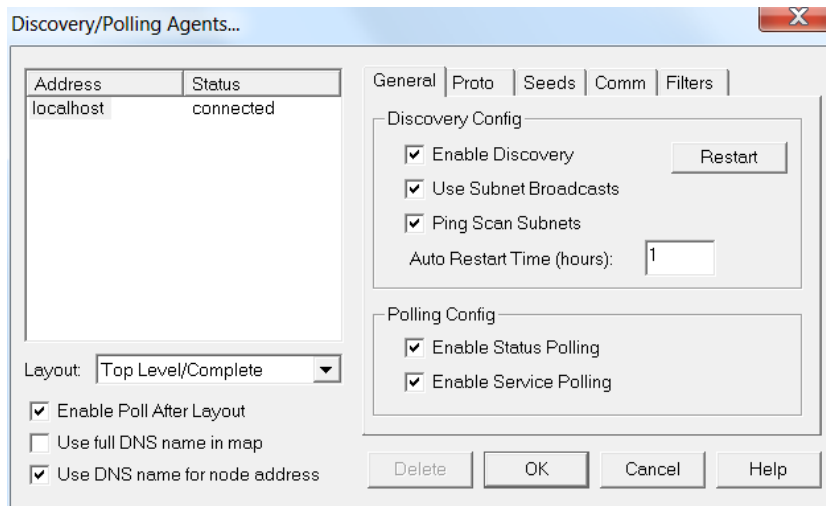 Discovery/Polling Agents...
Address Status
localhost connected
Layout: Top Level/Complete
Enable Poll After Layout
Use full DNS name in map
Use DNS name for node address
General Proto Seeds Comm Filters
Discovery Config
Enable Discovery Restart
Use Subnet Broadcasts
Ping Scan Subnets
Auto Restart Time (hours): 1
Polling Config
Enable Status Polling
Enable Service Polling
Delete OK Cancel Help